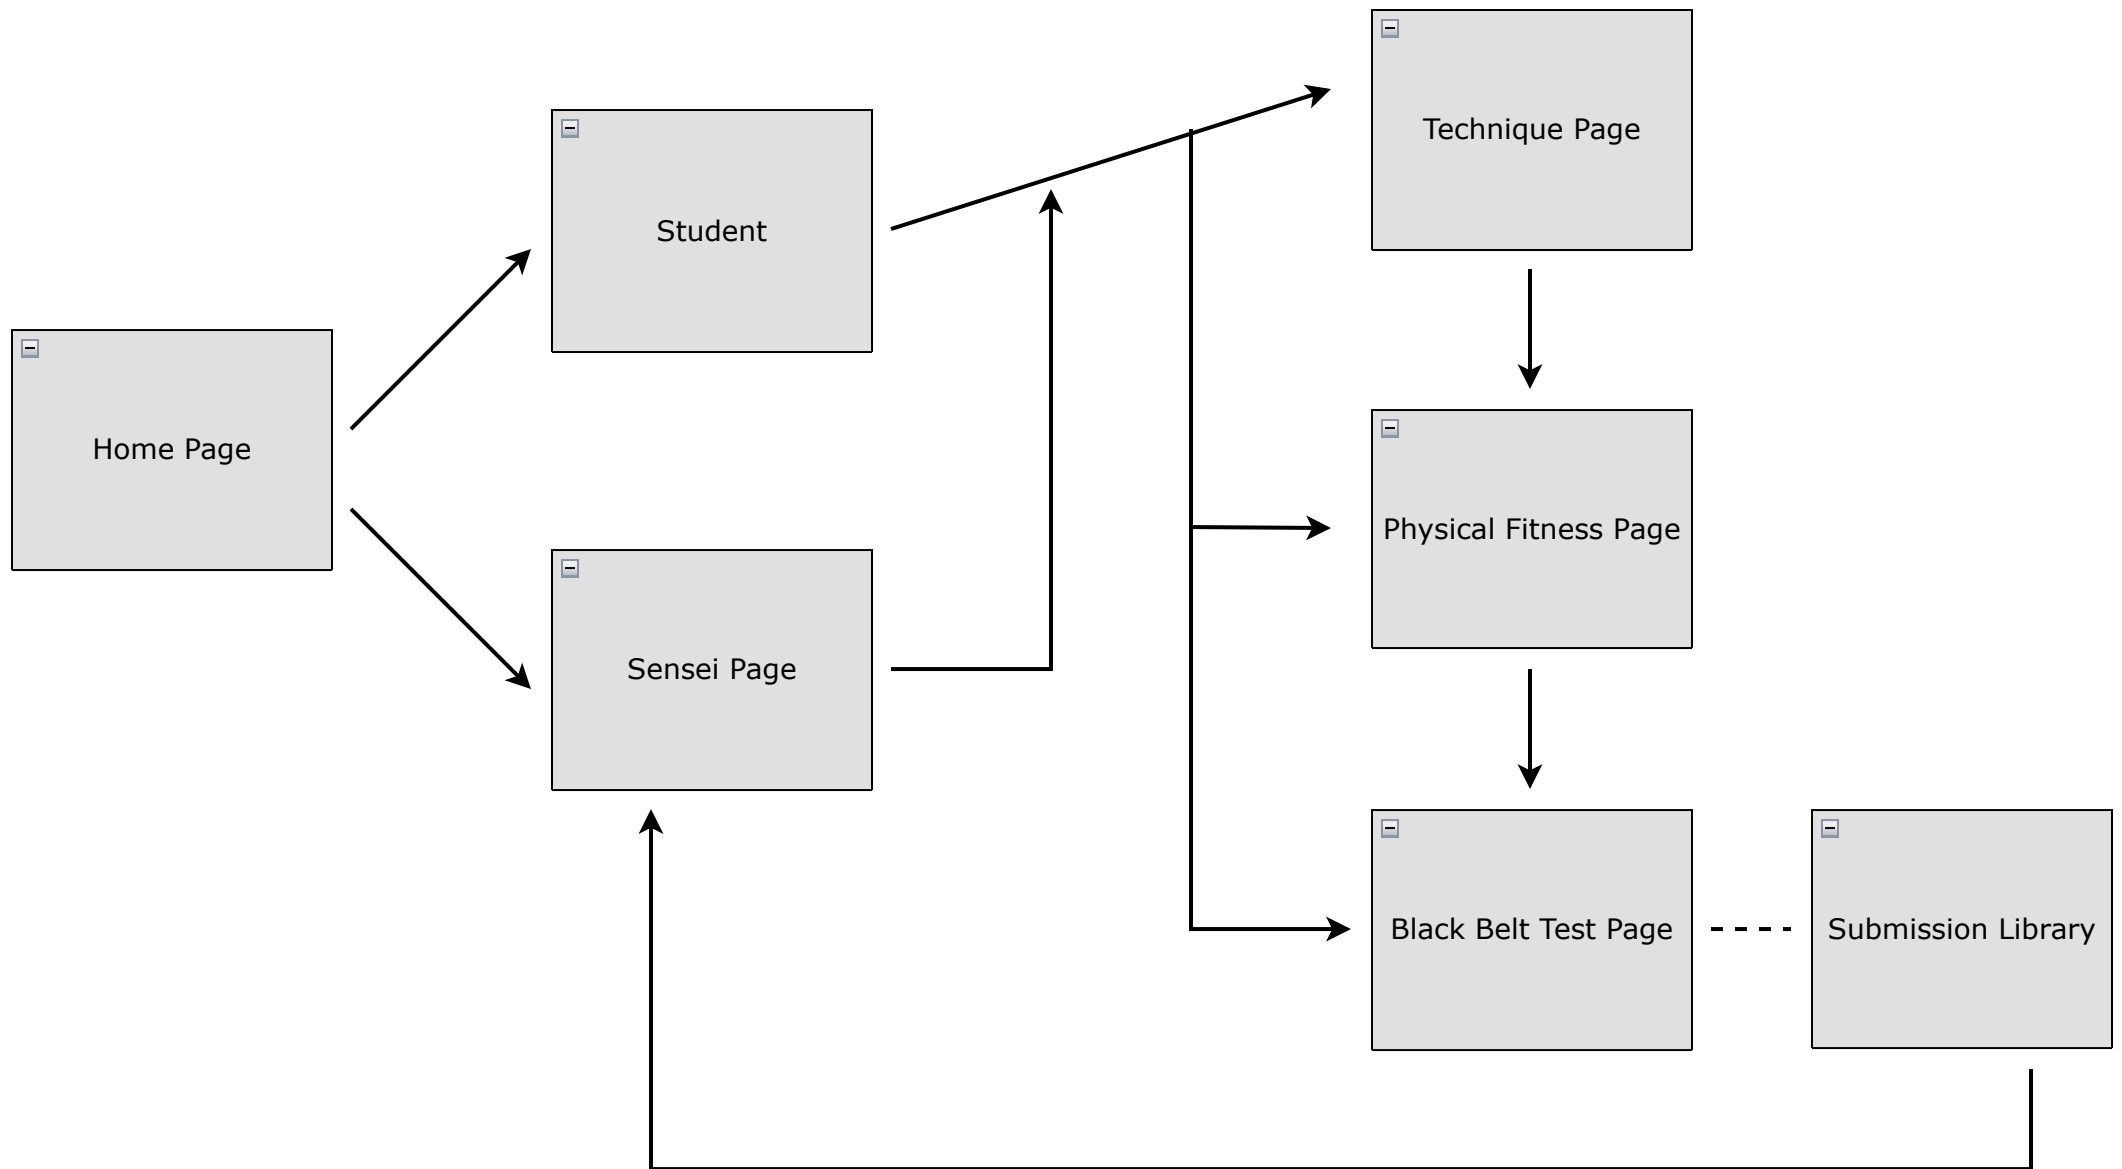 Technique Page
Student
Home Page
Physical Fitness Page
Sensei Page
Black Belt Test Page
Submission Library